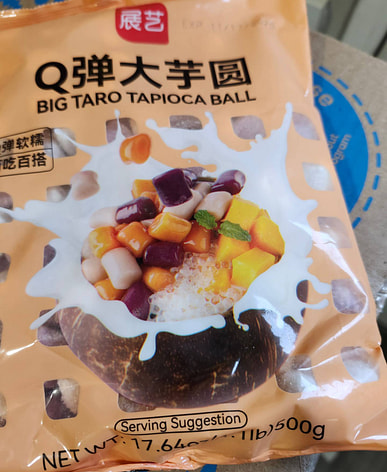 展艺
Q弹大芋圆
BIG TARO TAPIOCA BALL
弹软糯
吃百搭
Serving Suggestion
NET WT: 17.64oz (1.1lb) 500g